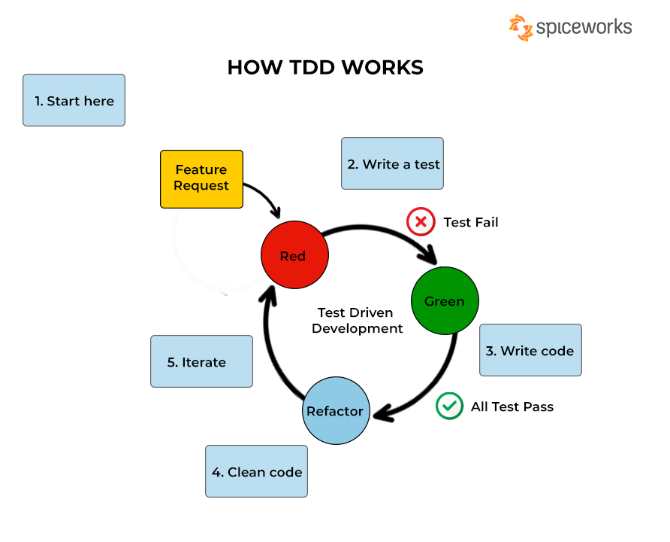 spiceworks
HOW TDD WORKS
1. Start here
Feature
Request
2. Write a test
Test Fail
Red
Green
Test Driven
Development
3. Write code
5. Iterate
Refactor
All Test Pass
4. Clean code